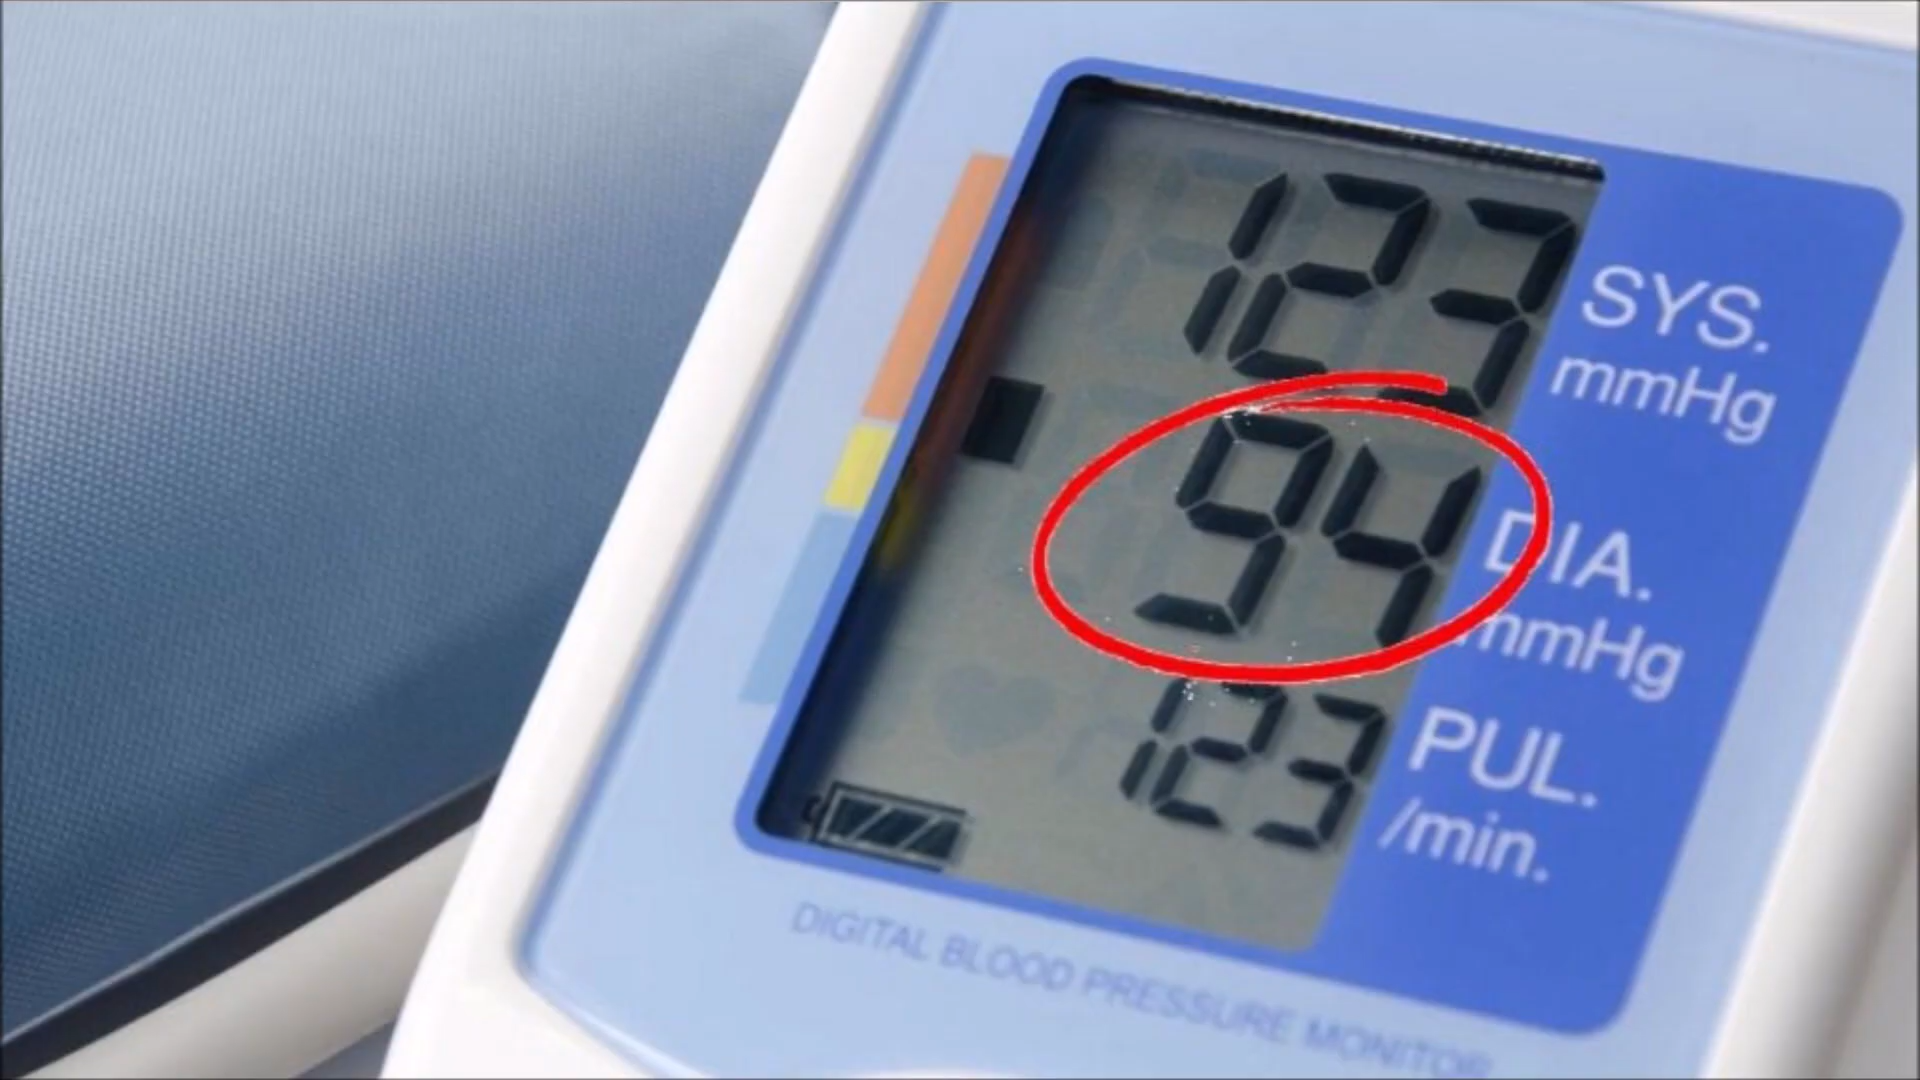 123
SYS.
mmHg
94
DIA.
mmHg
123
PUL.
/min.
DIGITAL BLOOD PRESSURE MONITOR